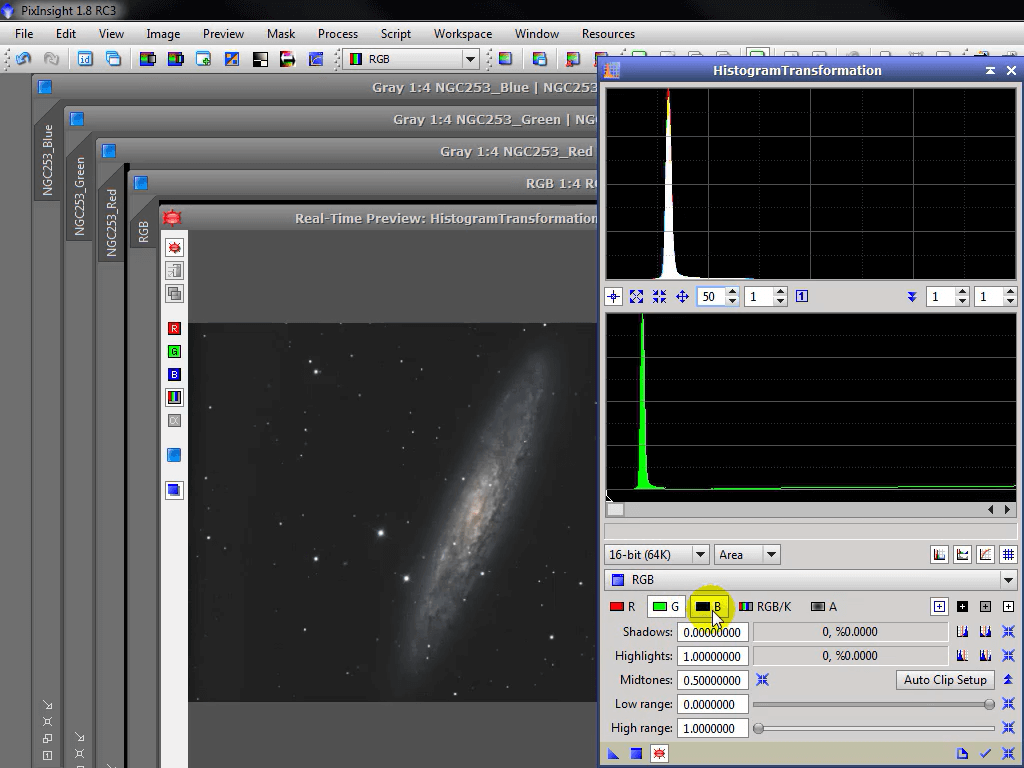 PixInsight 1.8 RC3
File Edit View Image Preview Mask Process Script Workspace Window Resources
RGB
HistogramTransformation
Gray 1:4 NGC253_Blue | NGC253
Gray 1:4 NGC253_Green | NG
Gray 1:4 NGC253_Red
RGB 1:4 RG
Real-Time Preview: HistogramTransformation
NGC253_Blue
NGC253_Green
NGC253_Red
RGB
R
G
B
50 1 1 1 1
16-bit (64K) Area
RGB
R G B RGB/K A
Shadows: 0.00000000 0, %0.0000
Highlights: 1.00000000 0, %0.0000
Midtones: 0.50000000 Auto Clip Setup
Low range: 0.0000000
High range: 1.0000000